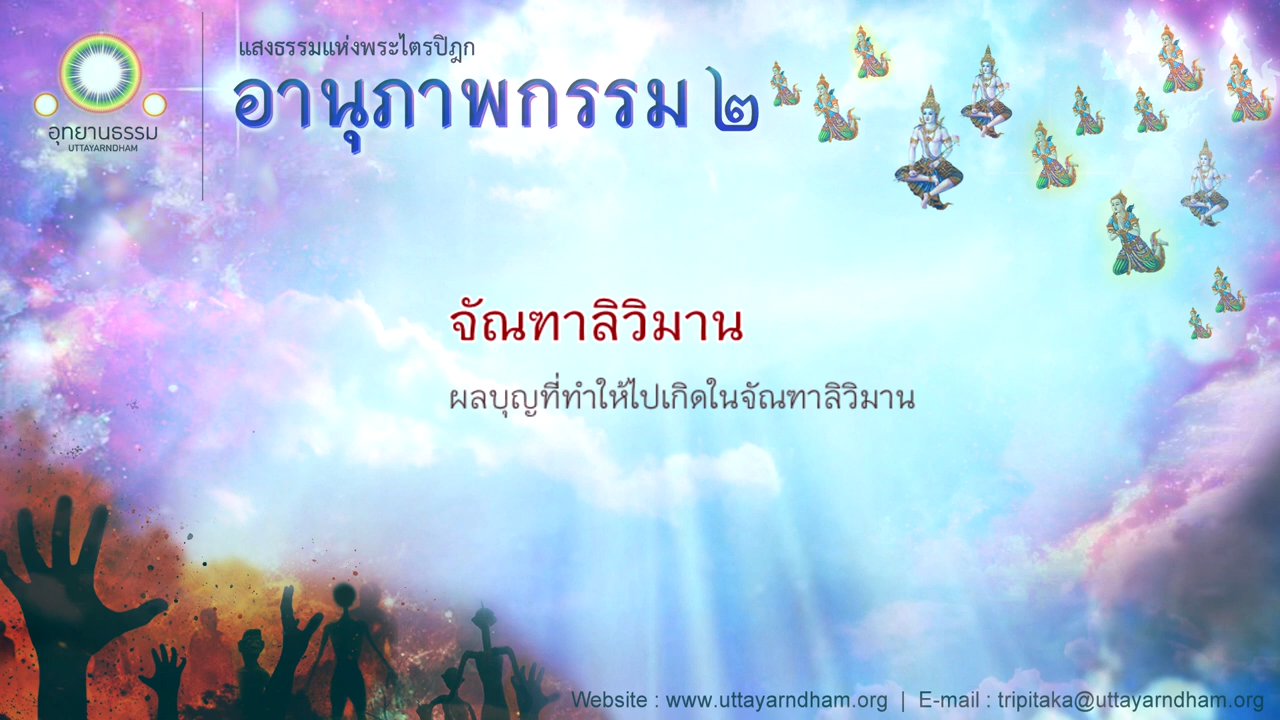 อุทยานธรรม
UTTAYARNDHAM
แสงธรรมแห่งพระไตรปิฎก
อานุภาพกรรม ๒
จัณฑาลิวิมาน
ผลบุญที่ทำให้ไปเกิดในจัณฑาลิวิมาน
Website : www.uttayarndham.org | E-mail : tripitaka@uttayarndham.org